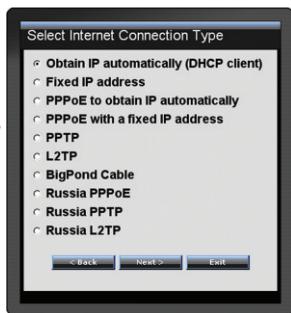 Select Internet Connection Type
Obtain IP automatically (DHCP client)
Fixed IP address
PPPoE to obtain IP automatically
PPPoE with a fixed IP address
PPTP
L2TP
BigPond Cable
Russia PPPoE
Russia PPTP
Russia L2TP
< Back Next > Exit